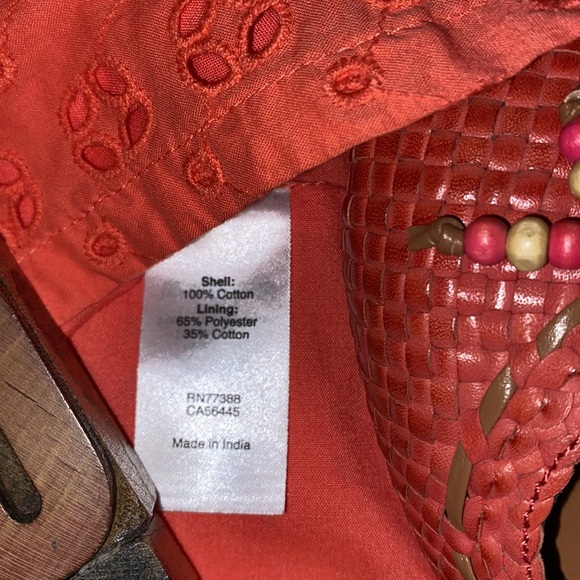 Shell:
100% Cotton
Lining:
65% Polyester
35% Cotton
RN77388
CA56445
Made in India